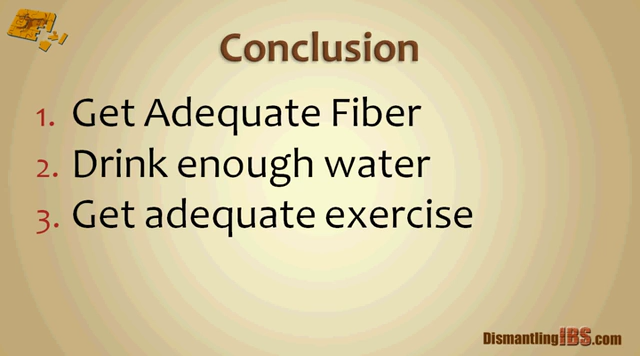 Conclusion
1. Get Adequate Fiber
2. Drink enough water
3. Get adequate exercise
DismantlingIBS.com